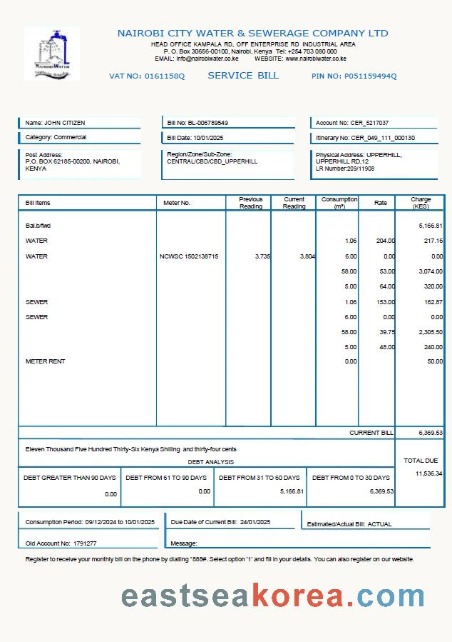 NAIROBI CITY WATER & SEWERAGE COMPANY LTD
HEAD OFFICE KAMPALA RD, OFF ENTERPRISE RD INDUSTRIAL AREA
P. O. Box 30656-00100, Nairobi, Kenya Tel: +254 703 080 000
EMAIL: info@nairobiwater.co.ke WEBSITE: www.nairobiwater.co.ke
VAT NO: 0161158Q SERVICE BILL PIN NO: P051159494Q
Name: JOHN CITIZEN Bill No: BL-006789549 Account No: CER_5217037
Category: Commercial Bill Date: 10/01/2025 Itinerary No: CER_049_111_000130
Post Address: Region/Zone/Sub-Zone: Physical Address: UPPERHILL,
P.O. BOX 62185-00200, NAIROBI, CENTRAL/CBD/CBD_UPPERHILL UPPERHILL RD,12
KENYA LR Number:209/11908
Bill Items Meter No. Previous Reading Current Reading Consumption (m³) Rate Charge (KES)
Bal.b/fwd 5,166.81
WATER 1.06 204.00 217.16
WATER NCWSC 1502138715 3,735 3,804 6.00 0.00 0.00
58.00 53.00 3,074.00
5.00 64.00 320.00
SEWER 1.06 153.00 162.87
SEWER 6.00 0.00 0.00
58.00 39.75 2,305.50
5.00 48.00 240.00
METER RENT 0.00 50.00
CURRENT BILL 6,369.53
Eleven Thousand Five Hundred Thirty-Six Kenya Shilling and thirty-four cents
DEBT ANALYSIS TOTAL DUE
11,536.34
DEBT GREATER THAN 90 DAYS DEBT FROM 61 TO 90 DAYS DEBT FROM 31 TO 60 DAYS DEBT FROM 0 TO 30 DAYS
0.00 0.00 5,166.81 6,369.53
Consumption Period: 09/12/2024 to 10/01/2025 Due Date of Current Bill: 24/01/2025 Estimated/Actual Bill: ACTUAL
Old Account No: 1791277 Message:
Register to receive your monthly bill on the phone by dialling *888#. Select option '1' and fill in your details. You can also register on our website.
eastseakorea.com